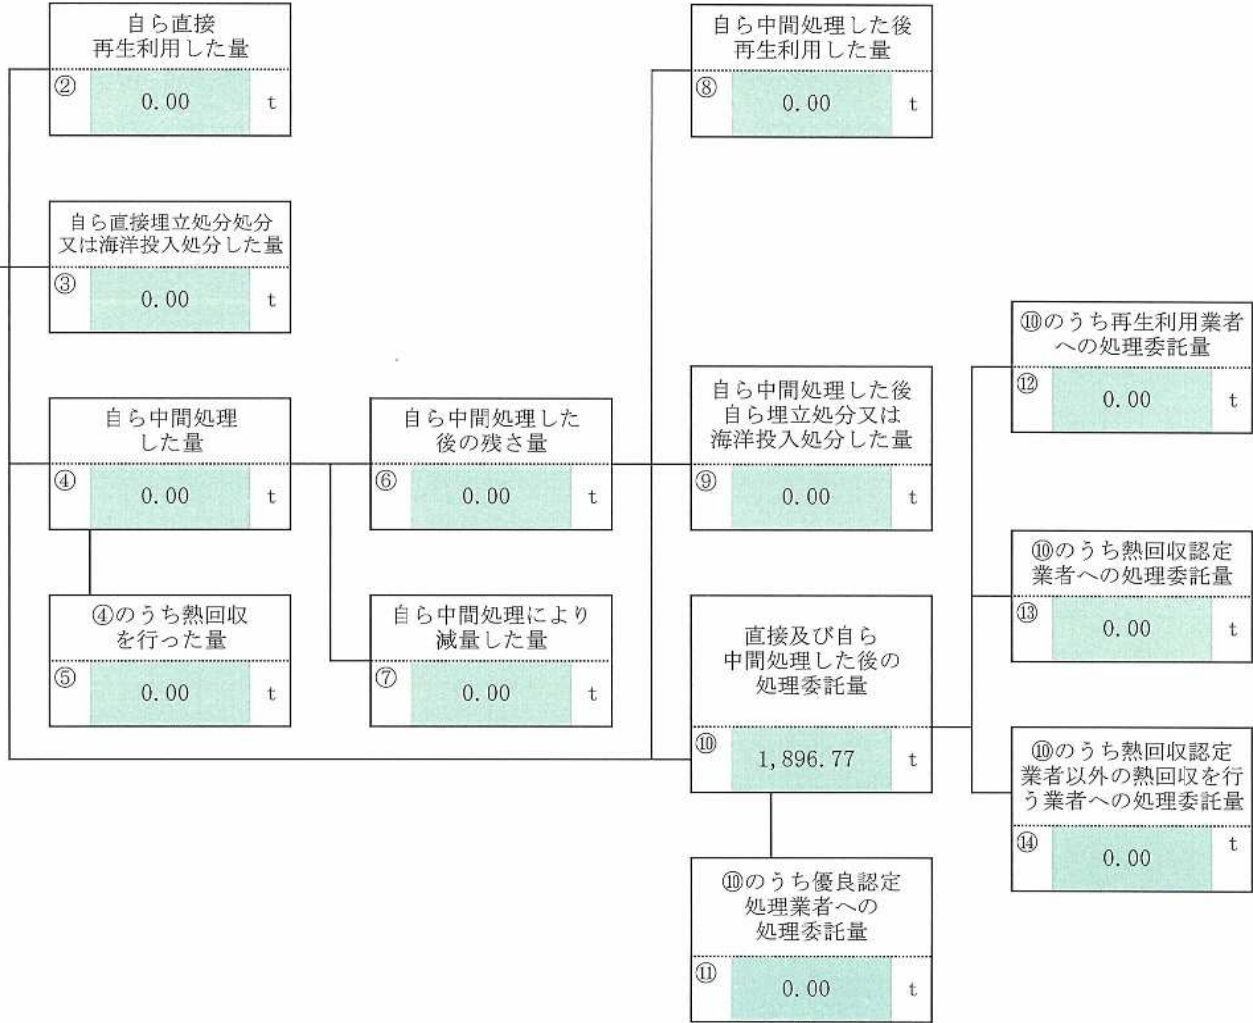 自ら直接
再生利用した量
② 0.00 t
自ら直接埋立処分処分
又は海洋投入処分した量
③ 0.00 t
自ら中間処理
した量
④ 0.00 t
④のうち熱回収
を行った量
⑤ 0.00 t
自ら中間処理した
後の残さ量
⑥ 0.00 t
自ら中間処理により
減量した量
⑦ 0.00 t
自ら中間処理した後
再生利用した量
⑧ 0.00 t
自ら中間処理した後
自ら埋立処分又は
海洋投入処分した量
⑨ 0.00 t
直接及び自ら
中間処理した後の
処理委託量
⑩ 1,896.77 t
⑩のうち優良認定
処理業者への
処理委託量
⑪ 0.00 t
⑩のうち再生利用業者
への処理委託量
⑫ 0.00 t
⑩のうち熱回収認定
業者への処理委託量
⑬ 0.00 t
⑩のうち熱回収認定
業者以外の熱回収を行
う業者への処理委託量
⑭ 0.00 t